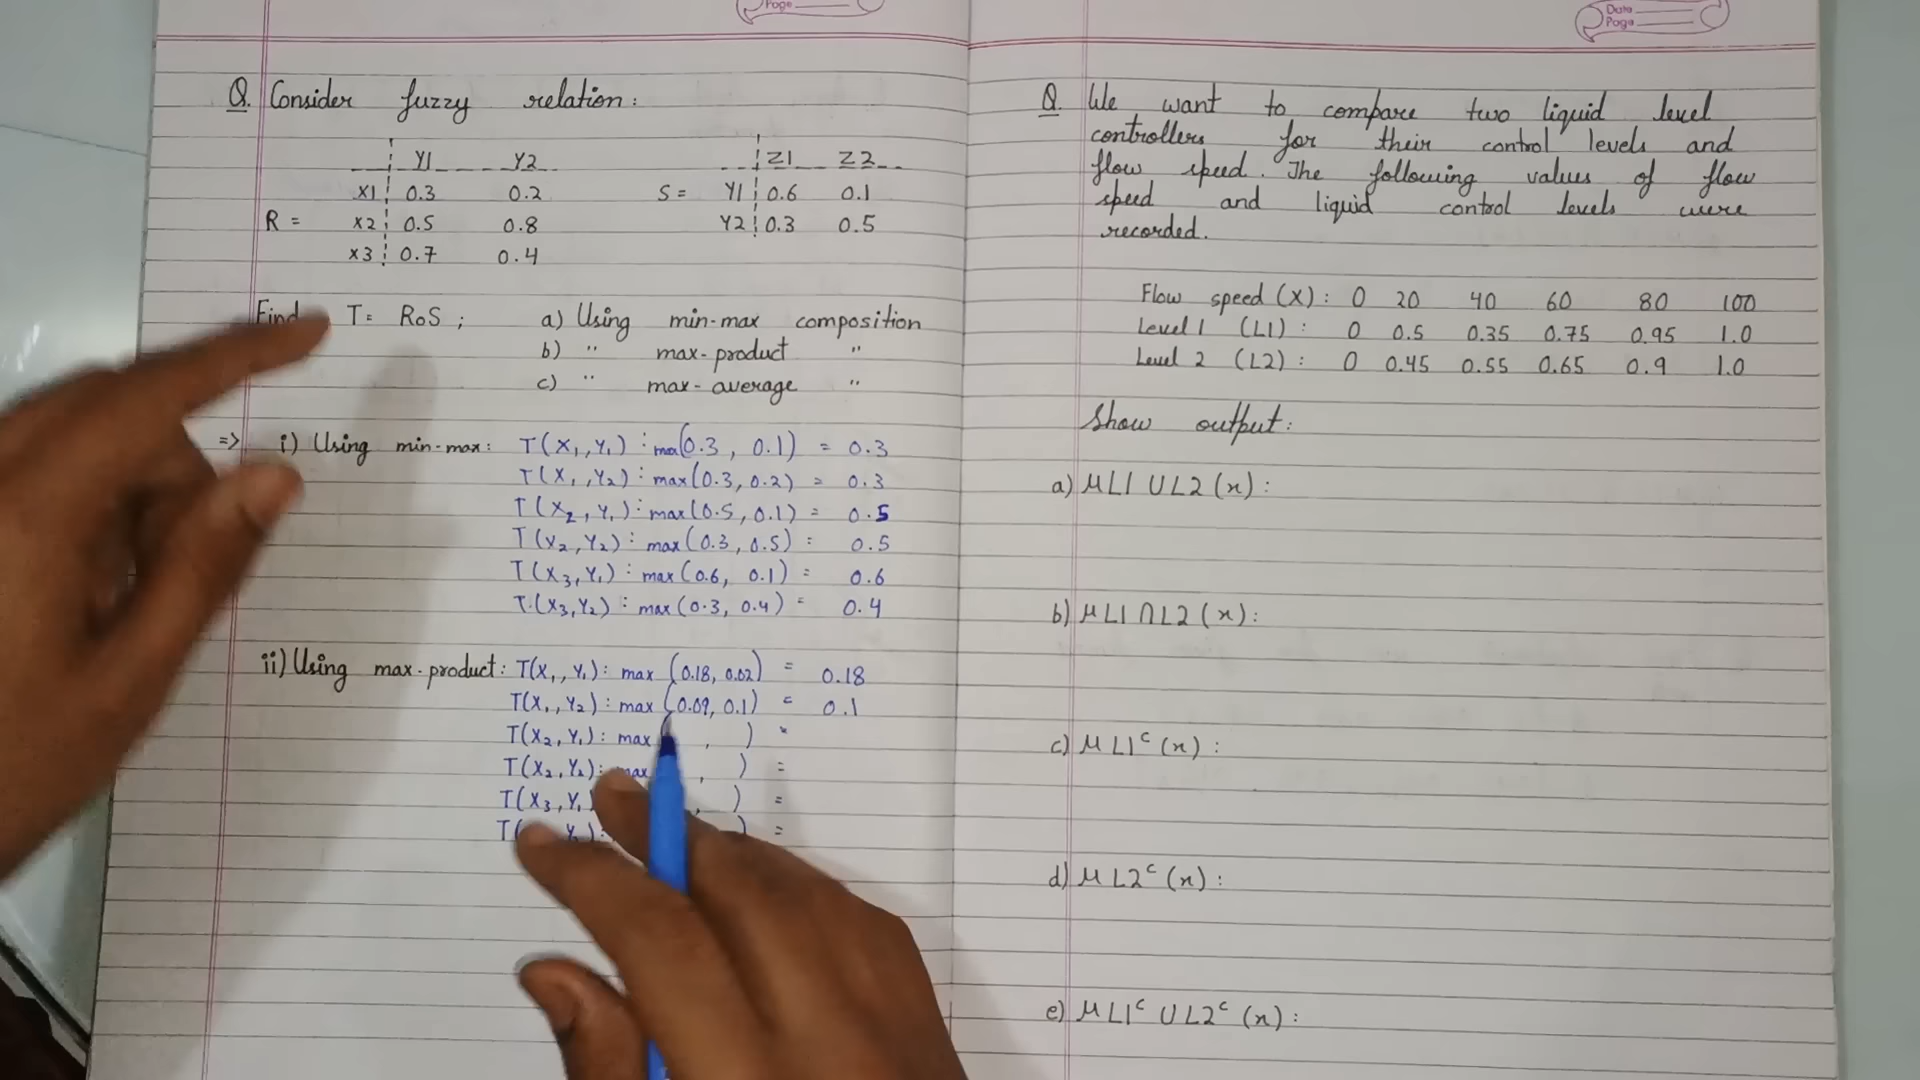 Page
Q. Consider fuzzy relation:
Y1 Y2
X1 0.3 0.2
R = X2 0.5 0.8
X3 0.7 0.4
Z1 Z2
S = Y1 0.6 0.1
Y2 0.3 0.5
Find T = RoS ; a) Using min-max composition
b) " max-product "
c) " max-average "
=> i) Using min-max: T(X₁,Y₁) : max(0.3, 0.1) = 0.3
T(X₁,Y₂) : max(0.3, 0.2) = 0.3
T(X₂,Y₁) : max(0.5, 0.1) = 0.5
T(X₂,Y₂) : max(0.3, 0.5) = 0.5
T(X₃,Y₁) : max(0.6, 0.1) = 0.6
T(X₃,Y₂) : max(0.3, 0.4) = 0.4
ii) Using max-product: T(X₁,Y₁): max (0.18, 0.02) = 0.18
T(X₁,Y₂): max (0.09, 0.1) = 0.1
T(X₂,Y₁): max , ) =
T(X₂,Y₂): max , ) =
T(X₃,Y₁) , ) =
T( Y₂): ) =
Date
Page
Q We want to compare two liquid level
controllers for their control levels and
flow speed. The following values of flow
speed and liquid control levels were
recorded.
Flow speed (X) : 0 20 40 60 80 100
Level 1 (L1) : 0 0.5 0.35 0.75 0.95 1.0
Level 2 (L2) : 0 0.45 0.55 0.65 0.9 1.0
Show output:
a) μL1 ∪ L2 (x) :
b) μL1 ∩ L2 (x) :
c) μL1ᶜ (x) :
d) μL2ᶜ (x) :
e) μL1ᶜ ∪ L2ᶜ (x) :